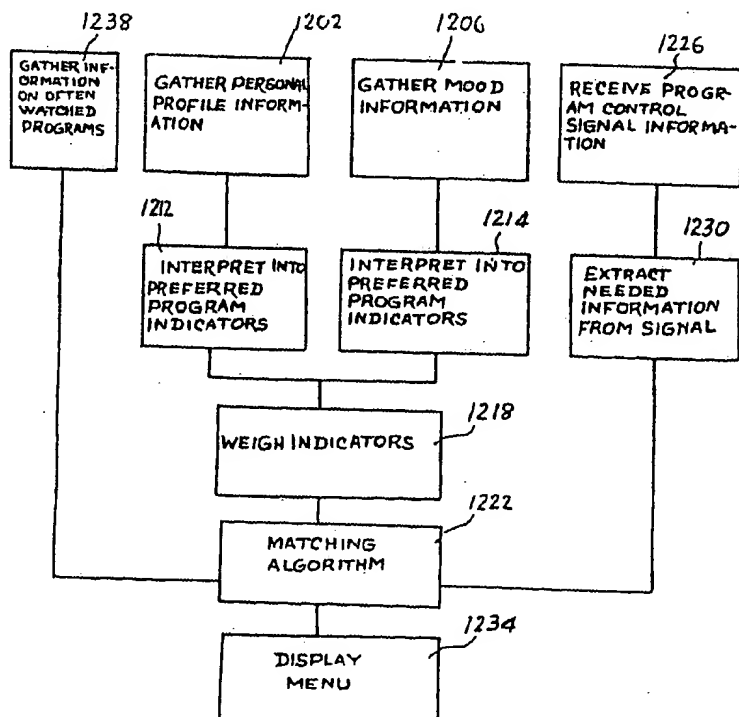 1238
1202
1206
1226
GATHER INF-
ORMATION
ON OFTEN
WATCHED
PROGRAMS
GATHER PERSONAL
PROFILE INFORM-
ATION
GATHER MOOD
INFORMATION
RECEIVE PROGR-
AM CONTROL
SIGNAL INFORMA-
TION
1212
1214
1230
INTERPRET INTO
PREFERRED
PROGRAM
INDICATORS
INTERPRET INTO
PREFERRED
PROGRAM
INDICATORS
EXTRACT
NEEDED
INFORMATION
FROM SIGNAL
1218
WEIGH INDICATORS
1222
MATCHING
ALGORITHM
1234
DISPLAY
MENU